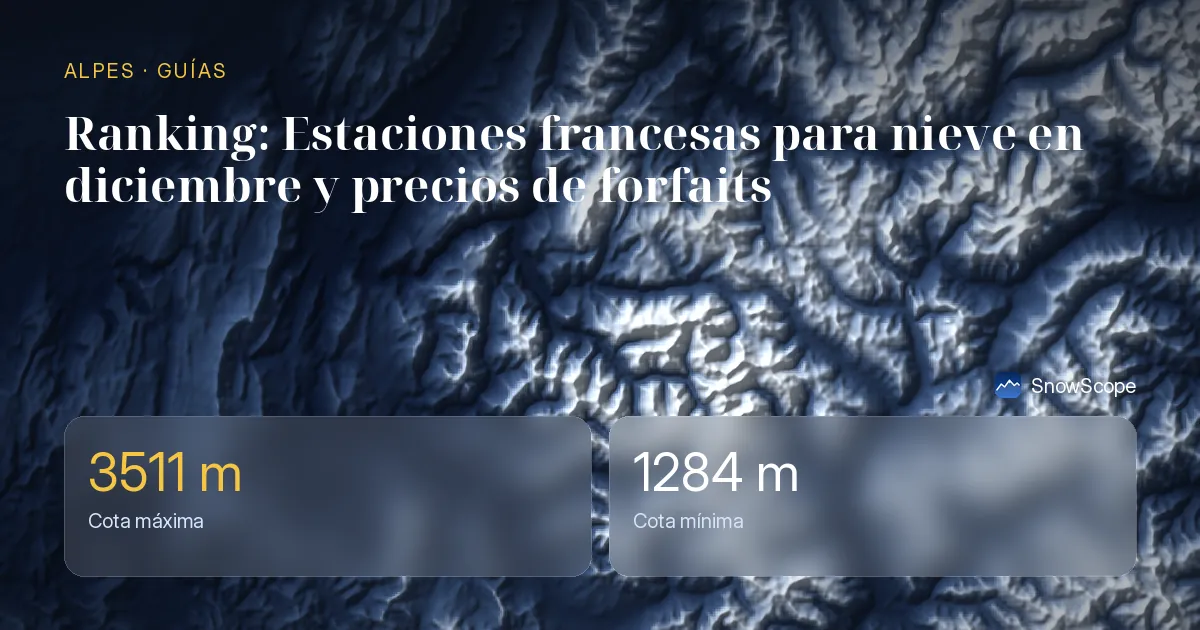 ALPES · GUÍAS
Ranking: Estaciones francesas para nieve en
diciembre y precios de forfaits
SnowScope
3511 m
Cota máxima
1284 m
Cota mínima